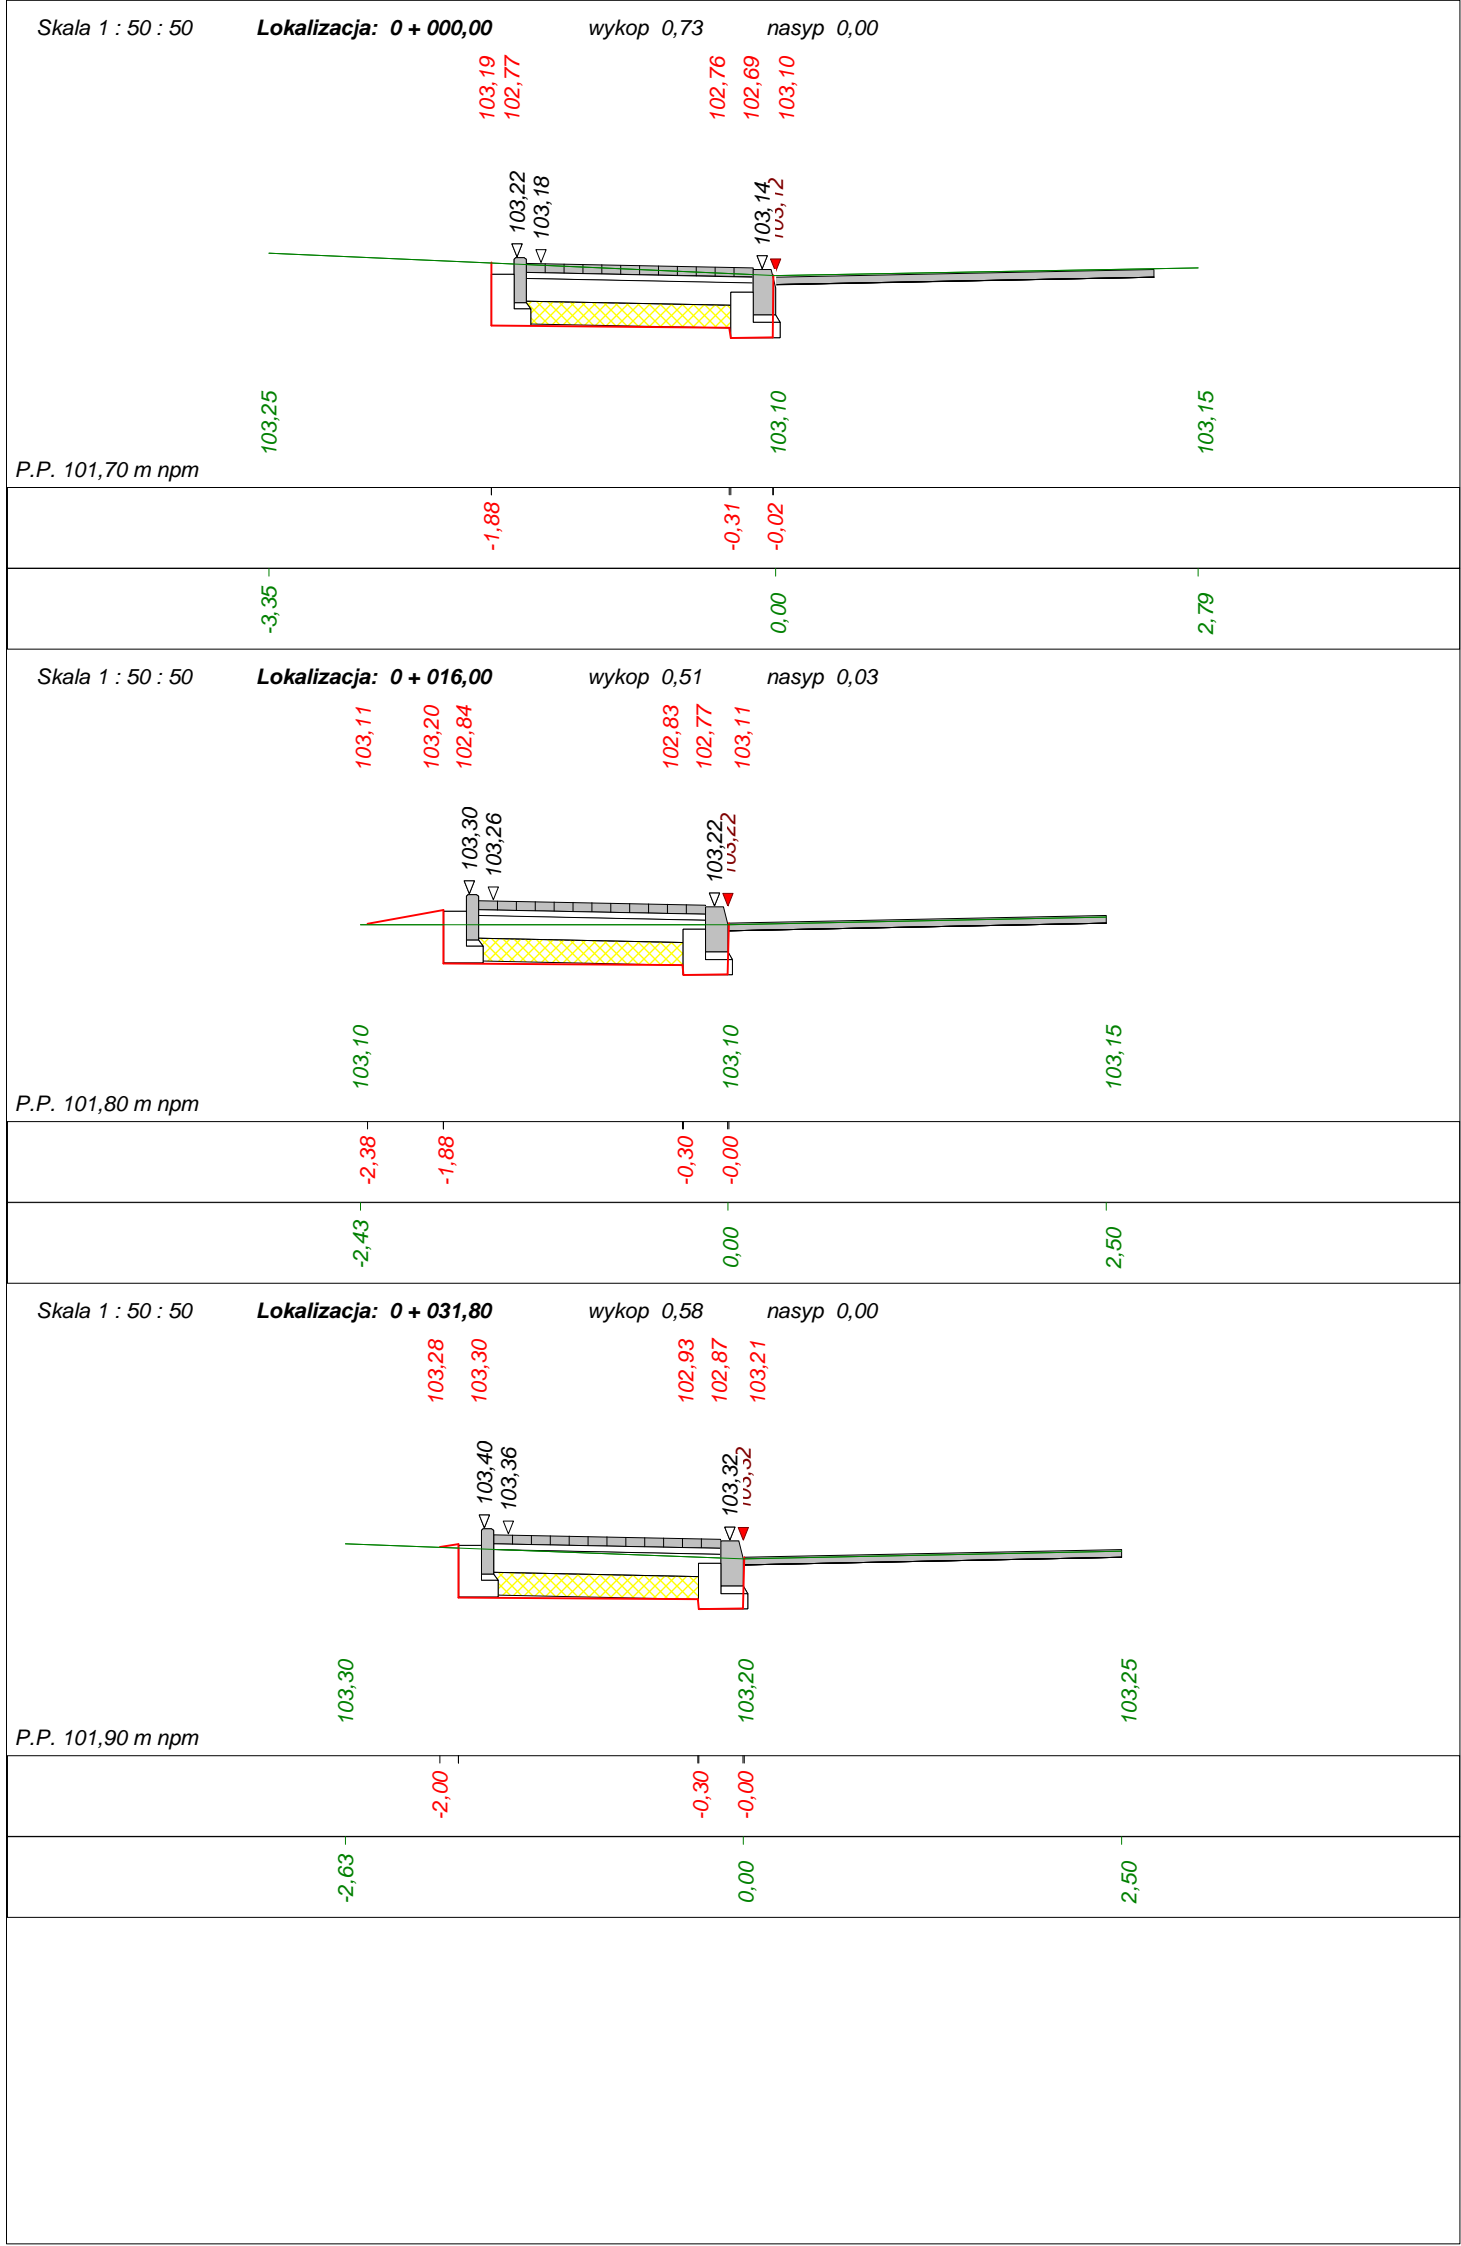 Skala 1 : 50 : 50 Lokalizacja: 0 + 000,00 wykop 0,73 nasyp 0,00
103,19 102,77 102,76 102,69 103,10
103,22 103,18 103,14 103,12
103,25 103,10 103,15
P.P. 101,70 m npm
-1,88 -0,31 -0,02
-3,35 0,00 2,79
Skala 1 : 50 : 50 Lokalizacja: 0 + 016,00 wykop 0,51 nasyp 0,03
103,11 103,20 102,84 102,83 102,77 103,11
103,30 103,26 103,22 103,22
103,10 103,10 103,15
P.P. 101,80 m npm
-2,38 -1,88 -0,30 -0,00
-2,43 0,00 2,50
Skala 1 : 50 : 50 Lokalizacja: 0 + 031,80 wykop 0,58 nasyp 0,00
103,28 103,30 102,93 102,87 103,21
103,40 103,36 103,32 103,32
103,30 103,20 103,25
P.P. 101,90 m npm
-2,00 -0,30 -0,00
-2,63 0,00 2,50